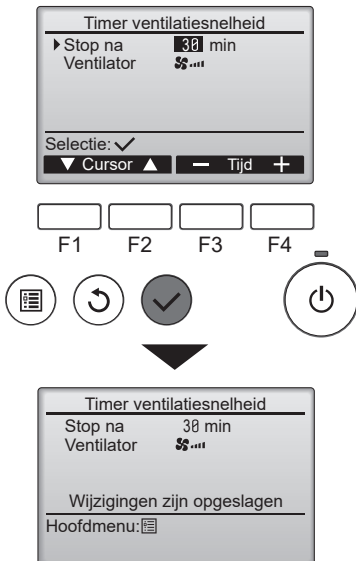 Timer ventilatiesnelheid
Stop na 30 min
Ventilator
Selectie:
Cursor — Tijd +
F1 F2 F3 F4
Timer ventilatiesnelheid
Stop na 30 min
Ventilator
Wijzigingen zijn opgeslagen
Hoofdmenu: